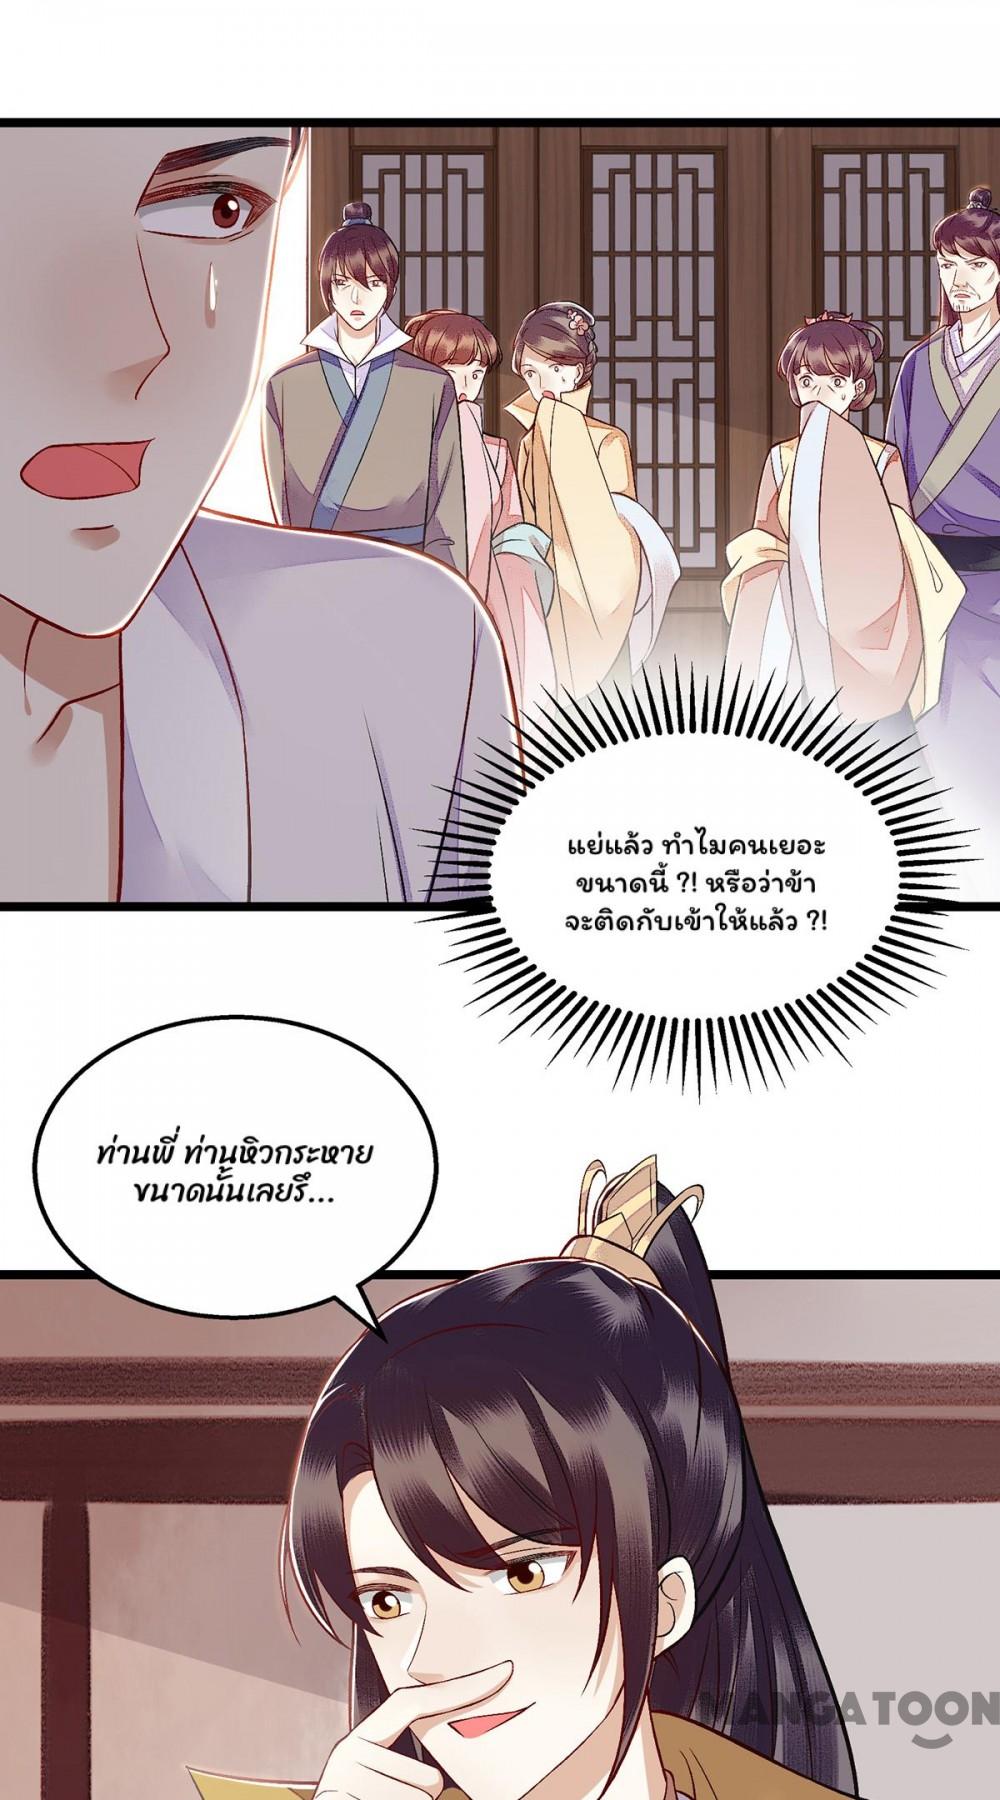 แย่แล้ว ทำไมคนเยอะ
ขนาดนี้ ?! หรือว่าข้า
จะติดกับเข้าให้แล้ว ?!
ท่านพี่ ท่านหิวกระหาย
ขนาดนั้นเลยรึ...
MANGATOON